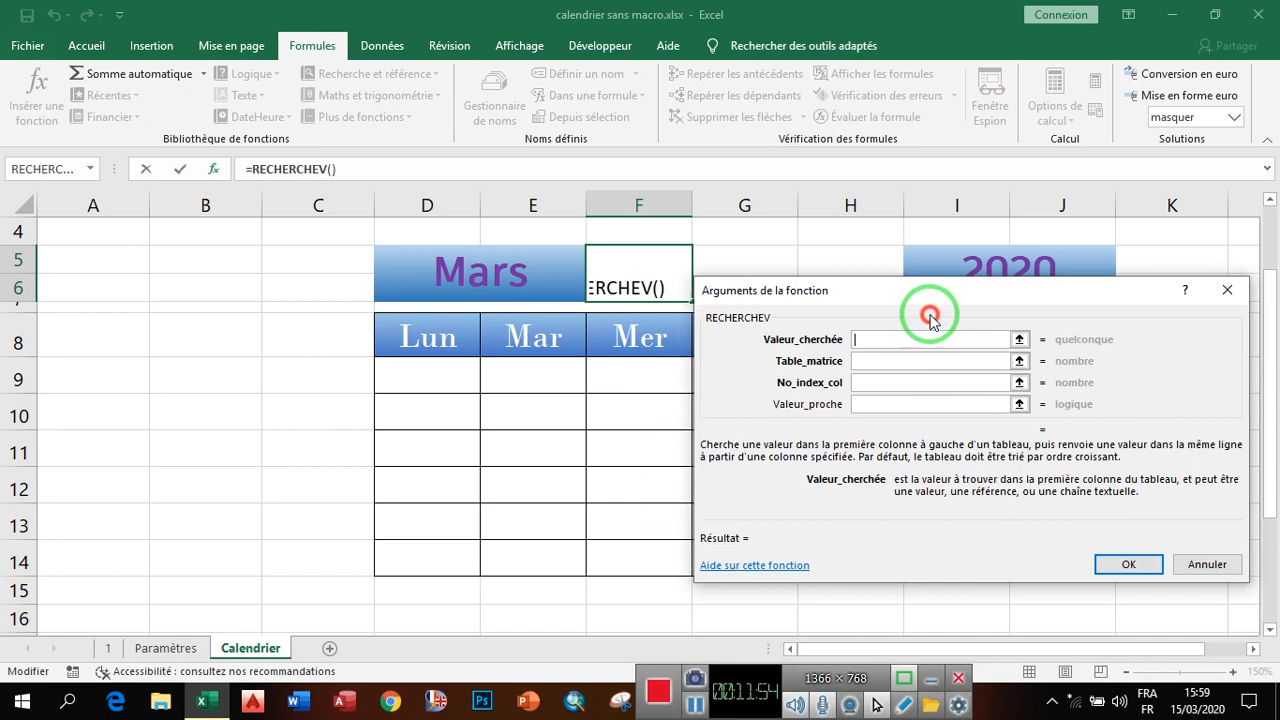 calendrier sans macro.xlsx - Excel
Connexion
Fichier Accueil Insertion Mise en page Formules Données Révision Affichage Développeur Aide Rechercher des outils adaptés Partager
Insérer une fonction
Somme automatique
Récentes
Financier
Logique
Texte
DateHeure
Recherche et référence
Maths et trigonométrie
Plus de fonctions
Bibliothèque de fonctions
Gestionnaire de noms
Définir un nom
Dans une formule
Depuis sélection
Noms définis
Repérer les antécédents
Repérer les dépendants
Supprimer les flèches
Afficher les formules
Vérification des erreurs
Évaluer la formule
Vérification des formules
Fenêtre Espion
Options de calcul
Calcul
Conversion en euro
Mise en forme euro
masquer
Solutions
RECHERC... fx =RECHERCHEV()
A B C D E F G H I J K
4
5
6
Mars
ERCHEV()
2020
8 Lun Mar Mer
9
10
11
12
13
14
15
16
Arguments de la fonction ?
RECHERCHEV
Valeur_cherchée = quelconque
Table_matrice = nombre
No_index_col = nombre
Valeur_proche = logique
=
Cherche une valeur dans la première colonne à gauche d'un tableau, puis renvoie une valeur dans la même ligne
à partir d'une colonne spécifiée. Par défaut, le tableau doit être trié par ordre croissant.
Valeur_cherchée est la valeur à trouver dans la première colonne du tableau, et peut être
une valeur, une référence, ou une chaîne textuelle.
Résultat =
Aide sur cette fonction
OK Annuler
1 Paramètres Calendrier
Modifier Accessibilité : consultez nos recommandations 150%
00:11:54
1366 × 768
FRA
FR
15:59
15/03/2020